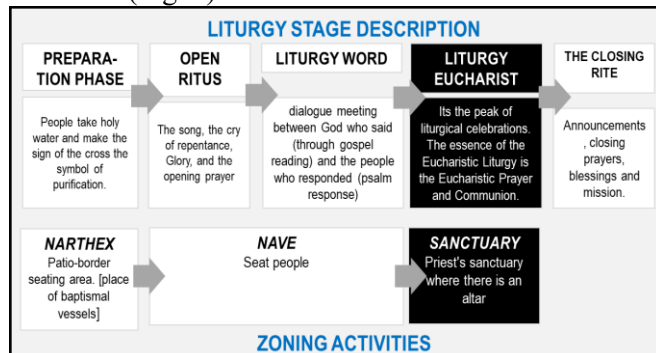 LITURGY STAGE DESCRIPTION
PREPARA-
TION PHASE
People take holy
water and make the
sign of the cross the
symbol of
purification.
OPEN
RITUS
The song, the cry
of repentance,
Glory, and the
opening prayer
LITURGY WORD
dialogue meeting
between God who said
(through gospel
reading) and the people
who responded (psalm
response)
LITURGY
EUCHARIST
Its the peak of
liturgical celebrations.
The essence of the
Eucharistic Liturgy is
the Eucharistic Prayer
and Communion.
THE CLOSING
RITE
Announcements
, closing
prayers,
blessings and
mission.
NARTHEX
Patio-border
seating area. [place
of baptismal
vessels]
NAVE
Seat people
SANCTUARY
Priest's sanctuary
where there is an
altar
ZONING ACTIVITIES